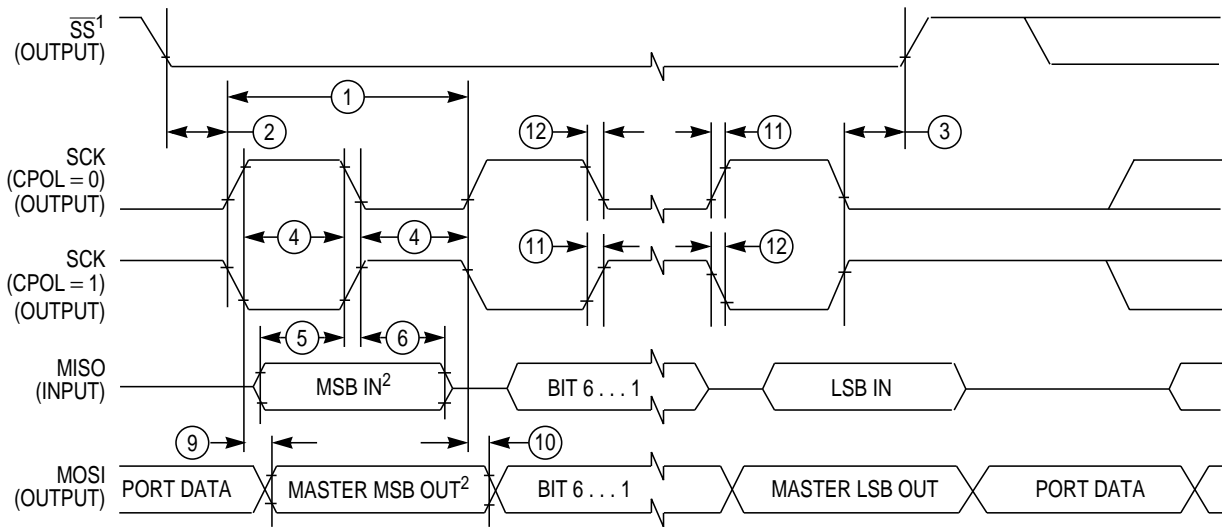 SS¹
(OUTPUT)
1
2
12
11
3
SCK
(CPOL = 0)
(OUTPUT)
4
4
11
12
SCK
(CPOL = 1)
(OUTPUT)
5
6
MISO
(INPUT)
MSB IN²
BIT 6 . . . 1
LSB IN
9
10
MOSI
(OUTPUT)
PORT DATA
MASTER MSB OUT²
BIT 6 . . . 1
MASTER LSB OUT
PORT DATA